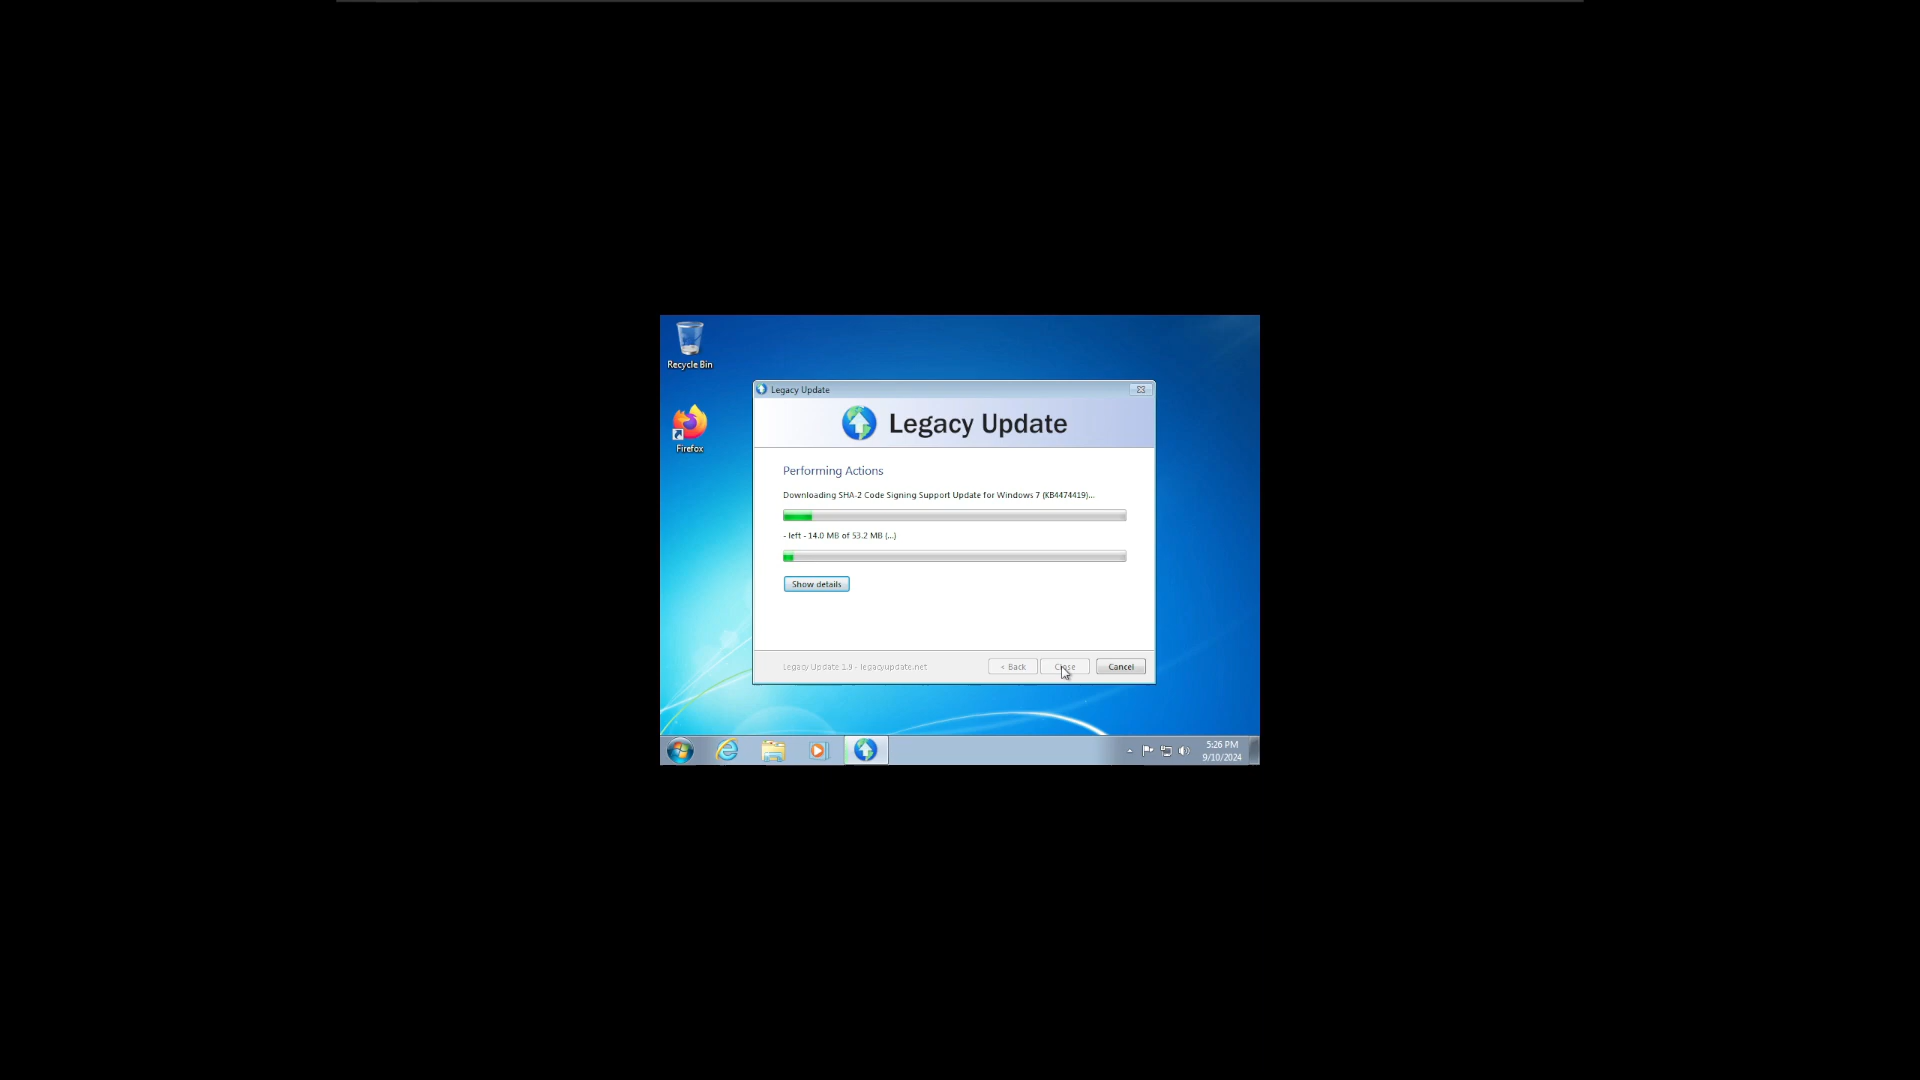 Recycle Bin
Firefox
Legacy Update
Legacy Update
Performing Actions
Downloading SHA-2 Code Signing Support Update for Windows 7 (KB4474419)...
- left - 14.0 MB of 53.2 MB (...)
Show details
Legacy Update 1.9 - legacyupdate.net
< Back
Close
Cancel
5:26 PM
9/10/2024